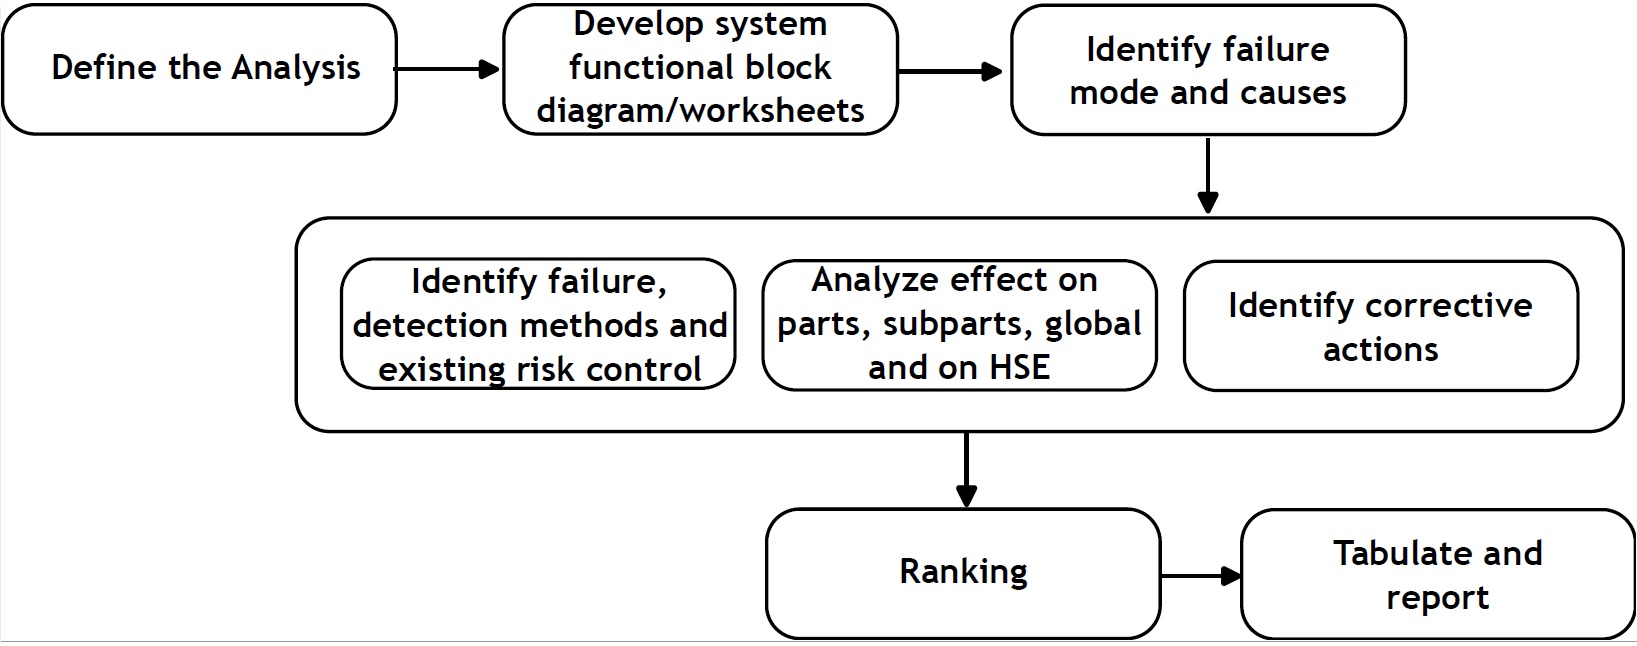 Define the Analysis
Develop system
functional block
diagram/worksheets
Identify failure
mode and causes
Identify failure,
detection methods and
existing risk control
Analyze effect on
parts, subparts, global
and on HSE
Identify corrective
actions
Ranking
Tabulate and
report